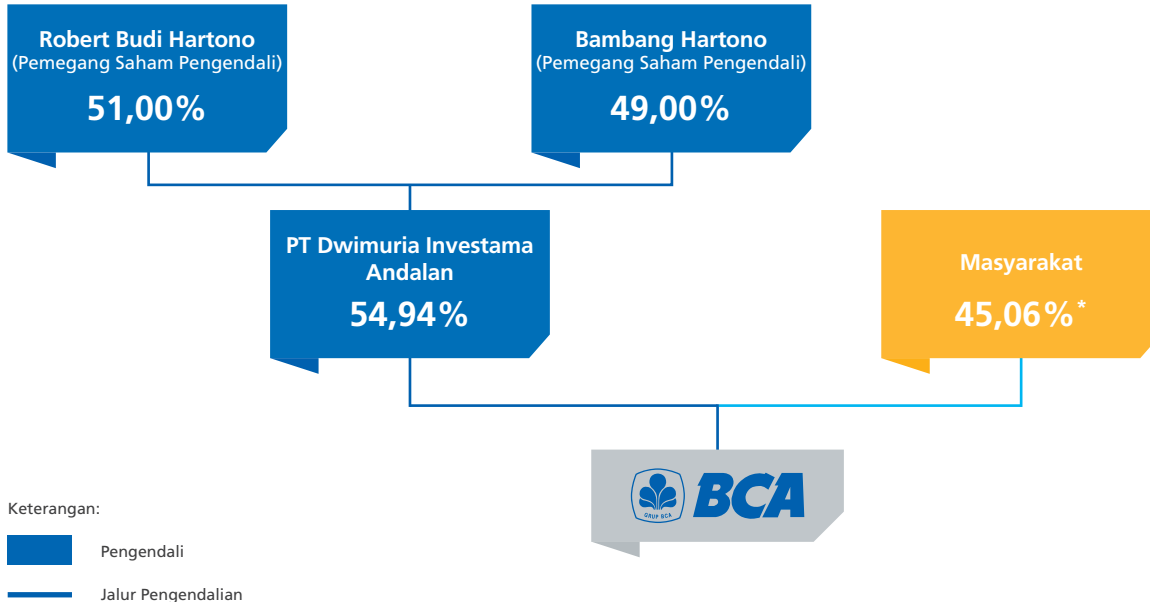 Robert Budi Hartono
(Pemegang Saham Pengendali)
51,00%
Bambang Hartono
(Pemegang Saham Pengendali)
49,00%
PT Dwimuria Investama
Andalan
54,94%
Masyarakat
45,06%*
GRUP BCA
BCA
Keterangan:
Pengendali
Jalur Pengendalian